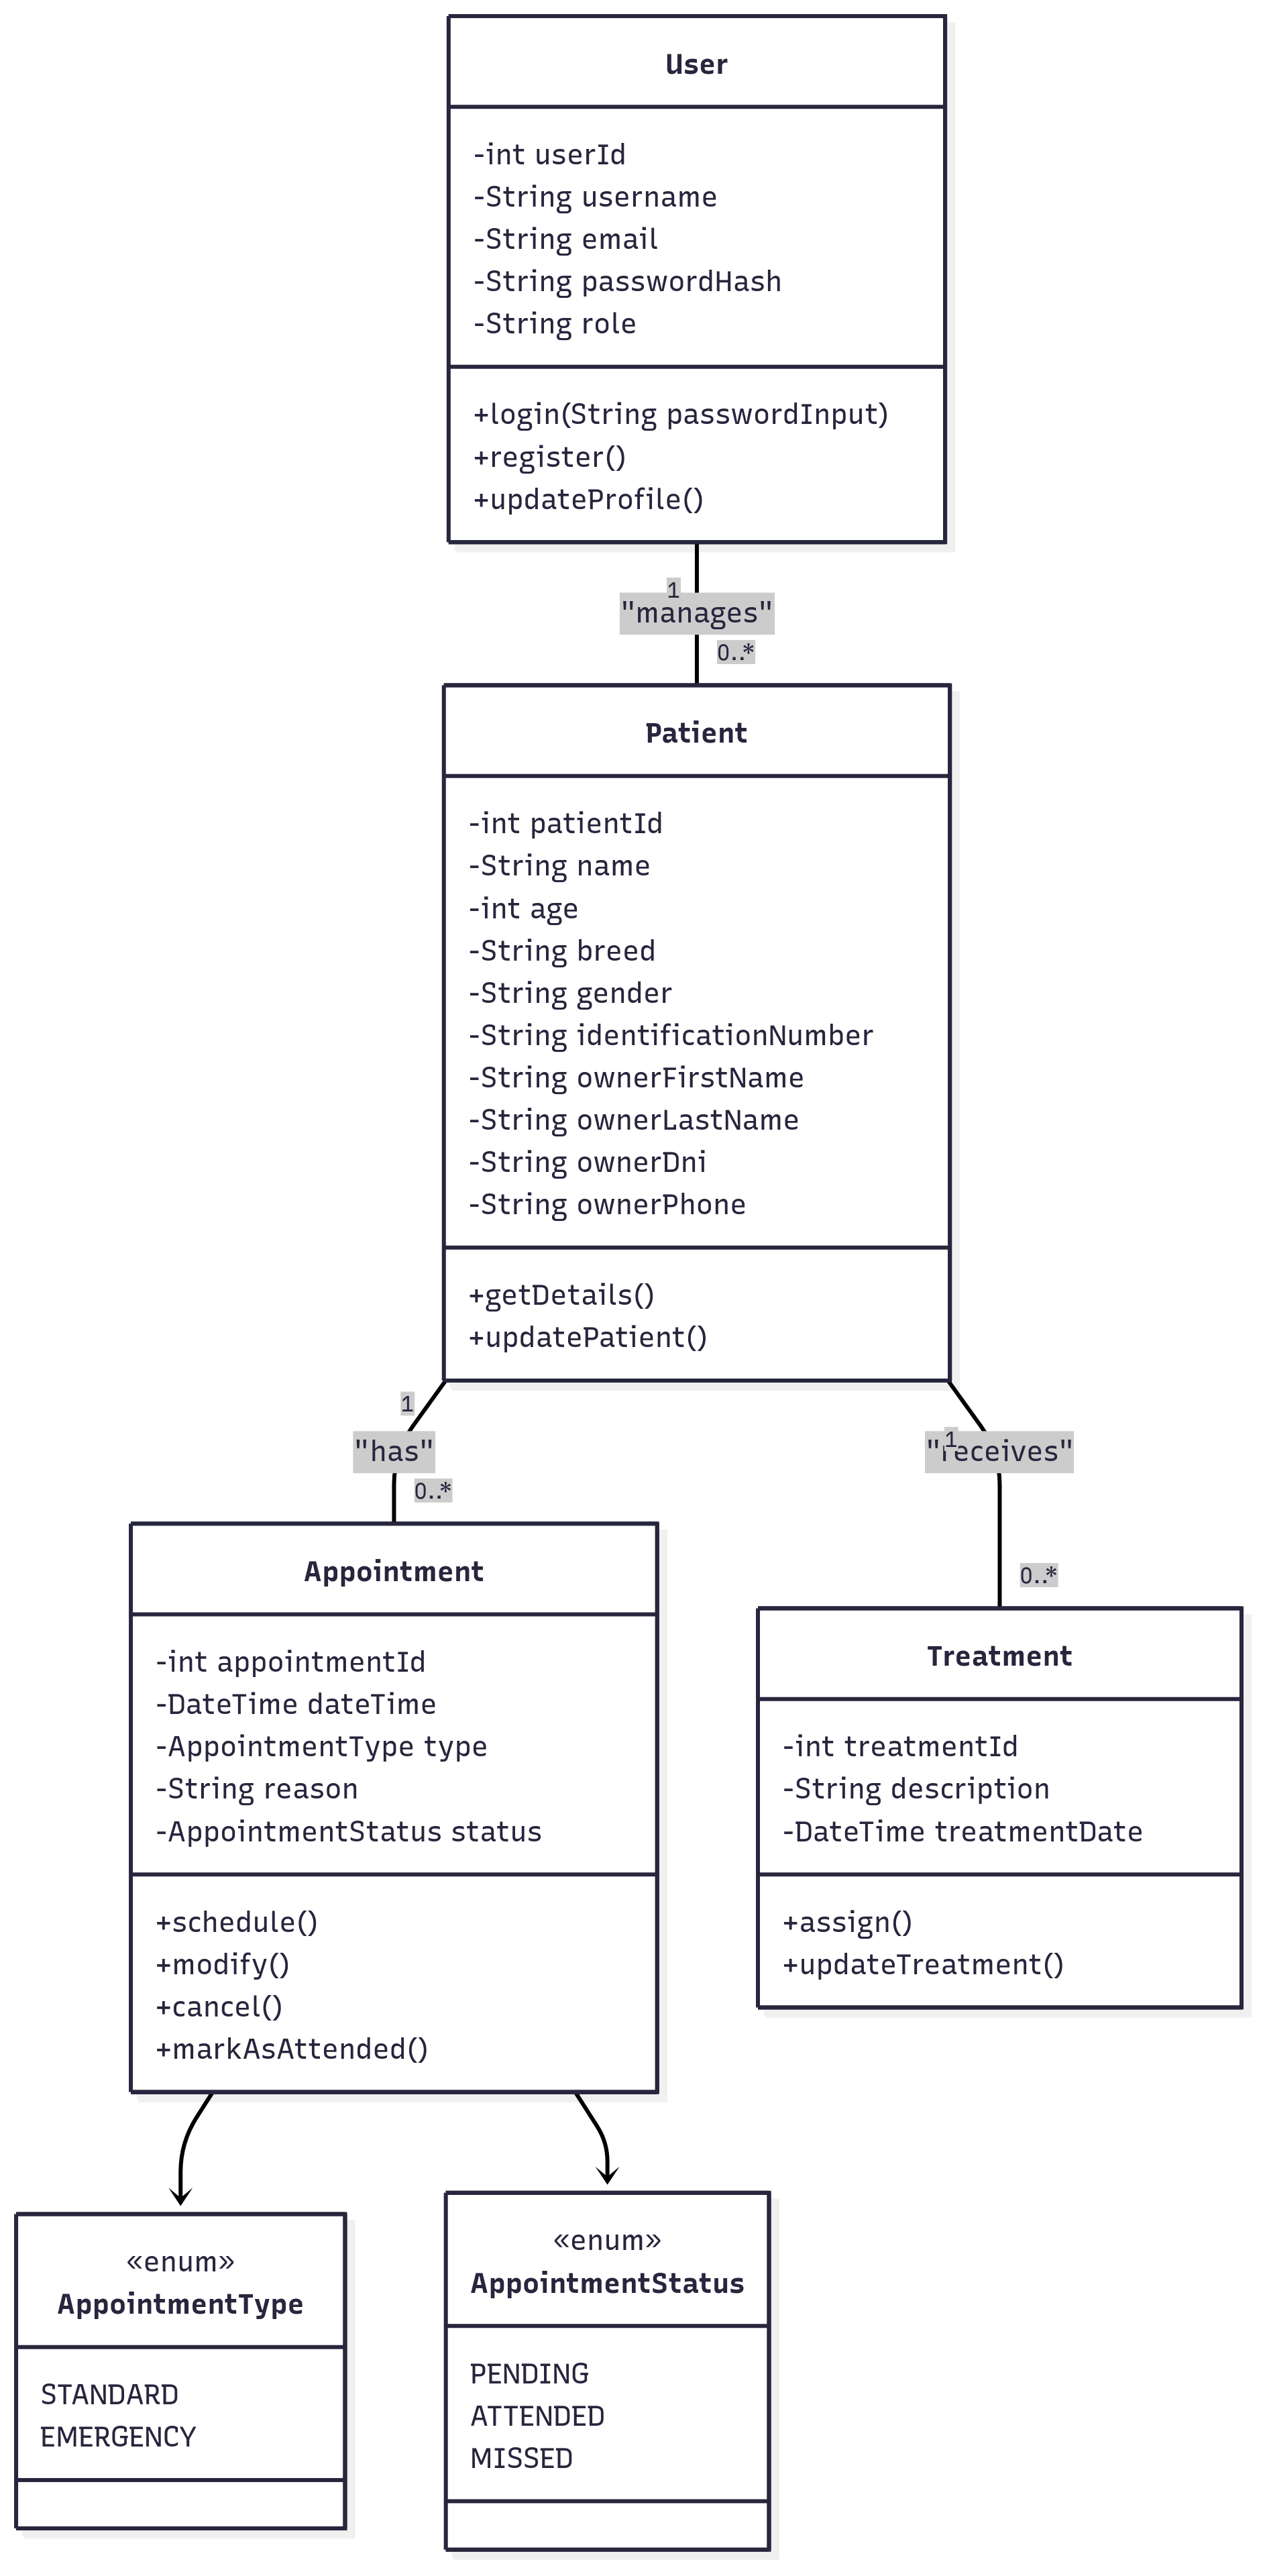 User
-int userId
-String username
-String email
-String passwordHash
-String role
+login(String passwordInput)
+register()
+updateProfile()
1
"manages"
0..*
Patient
-int patientId
-String name
-int age
-String breed
-String gender
-String identificationNumber
-String ownerFirstName
-String ownerLastName
-String ownerDni
-String ownerPhone
+getDetails()
+updatePatient()
1
"has"
0..*
1
"receives"
0..*
Appointment
-int appointmentId
-DateTime dateTime
-AppointmentType type
-String reason
-AppointmentStatus status
+schedule()
+modify()
+cancel()
+markAsAttended()
Treatment
-int treatmentId
-String description
-DateTime treatmentDate
+assign()
+updateTreatment()
«enum»
AppointmentType
STANDARD
EMERGENCY
«enum»
AppointmentStatus
PENDING
ATTENDED
MISSED